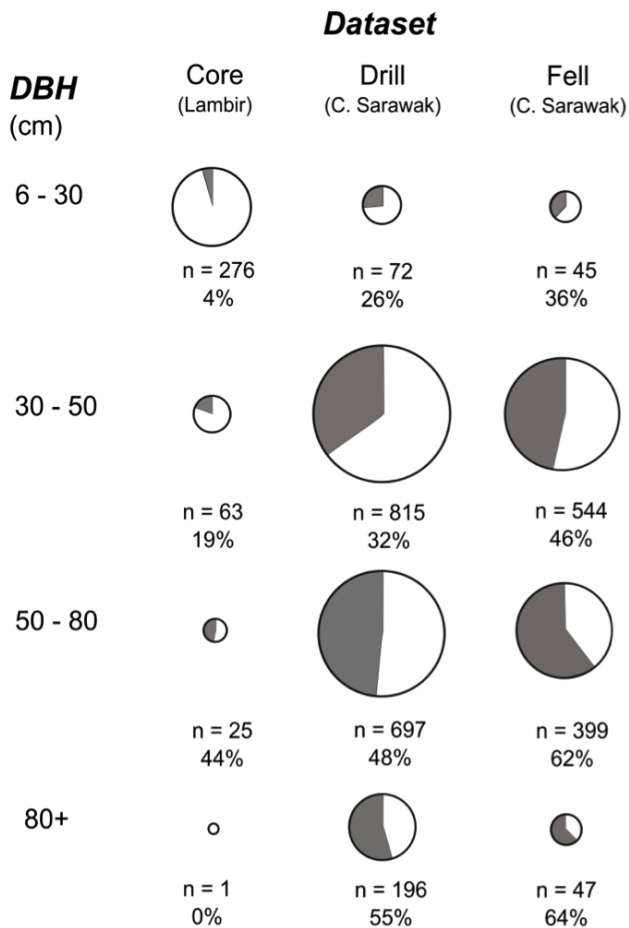 Dataset
DBH
(cm)
Core
(Lambir)
Drill
(C. Sarawak)
Fell
(C. Sarawak)
6 - 30
n = 276
4%
n = 72
26%
n = 45
36%
30 - 50
n = 63
19%
n = 815
32%
n = 544
46%
50 - 80
n = 25
44%
n = 697
48%
n = 399
62%
80+
n = 1
0%
n = 196
55%
n = 47
64%